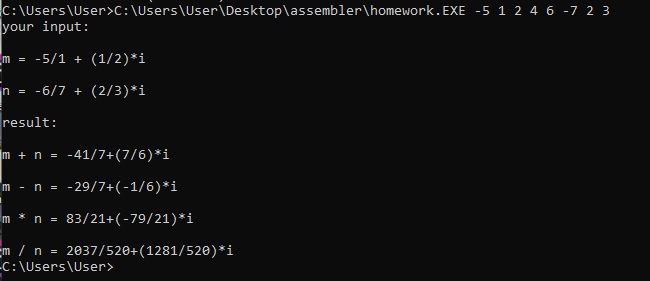 C:\Users\User>C:\Users\User\Desktop\assembler\homework.EXE -5 1 2 4 6 -7 2 3
your input:
m = -5/1 + (1/2)*i
n = -6/7 + (2/3)*i
result:
m + n = -41/7+(7/6)*i
m - n = -29/7+(-1/6)*i
m * n = 83/21+(-79/21)*i
m / n = 2037/520+(1281/520)*i
C:\Users\User>